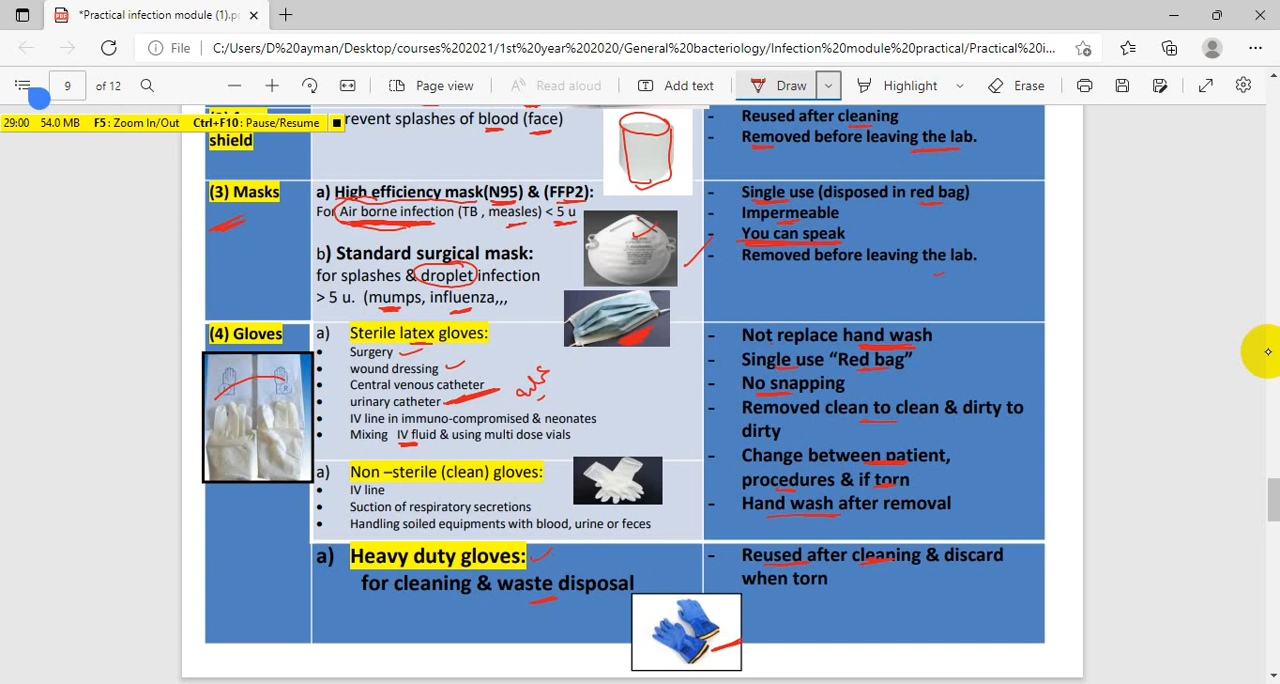 *Practical infection module (1).p
File
C:/Users/D%20ayman/Desktop/courses%202021/1st%20year%202020/General%20bacteriology/Infection%20module%20practical/Practical%20i...
9 of 12
Page view
Read aloud
Add text
Draw
Highlight
Erase
29:00 54.0 MB F5: Zoom In/Out Ctrl+F10: Pause/Resume
shield
revent splashes of blood (face)
- Reused after cleaning
- Removed before leaving the lab.
(3) Masks
a) High efficiency mask(N95) & (FFP2):
For Air borne infection (TB , measles) < 5 u
b) Standard surgical mask:
for splashes & droplet infection
> 5 u. (mumps, influenza,,,
- Single use (disposed in red bag)
- Impermeable
- You can speak
- Removed before leaving the lab.
(4) Gloves
a) Sterile latex gloves:
• Surgery
• wound dressing
• Central venous catheter
• urinary catheter
• IV line in immuno-compromised & neonates
• Mixing IV fluid & using multi dose vials
a) Non –sterile (clean) gloves:
• IV line
• Suction of respiratory secretions
• Handling soiled equipments with blood, urine or feces
- Not replace hand wash
- Single use “Red bag”
- No snapping
- Removed clean to clean & dirty to
dirty
- Change between patient,
procedures & if torn
- Hand wash after removal
a) Heavy duty gloves:
for cleaning & waste disposal
- Reused after cleaning & discard
when torn